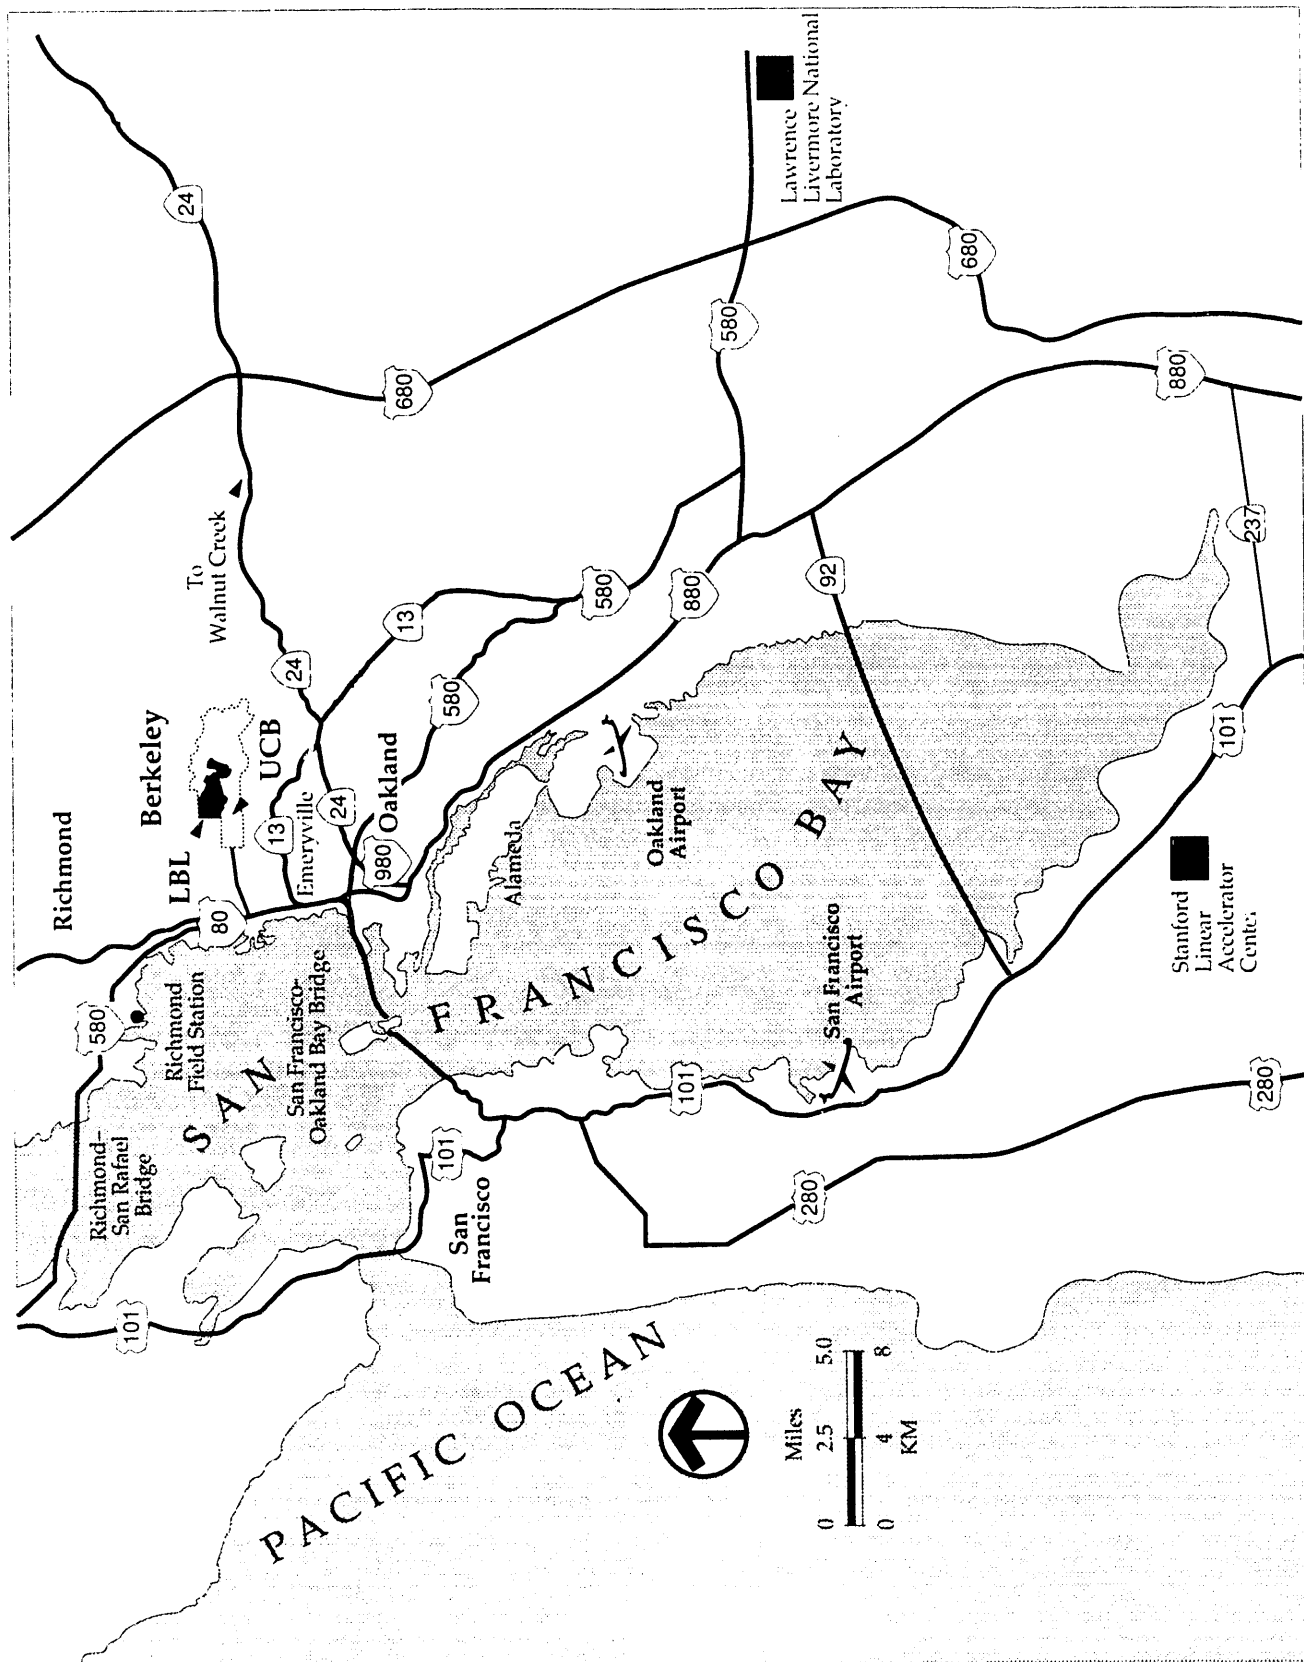 Richmond
Berkeley
LBL
UCB
To
Walnut Creek
24
24
24
80
13
13
Emeryville
980
Oakland
580
580
580
580
680
680
880
880
92
237
Lawrence
Livermore National
Laboratory
Richmond
Field Station
Richmond–
San Rafael
Bridge
San Francisco-
Oakland Bay Bridge
SAN
FRANCISCO
BAY
Alameda
Oakland
Airport
San Francisco
Airport
Stanford
Linear
Accelerator
Center
101
101
101
101
280
280
San
Francisco
PACIFIC OCEAN
Miles
0 2.5 5.0
0 4 8
KM